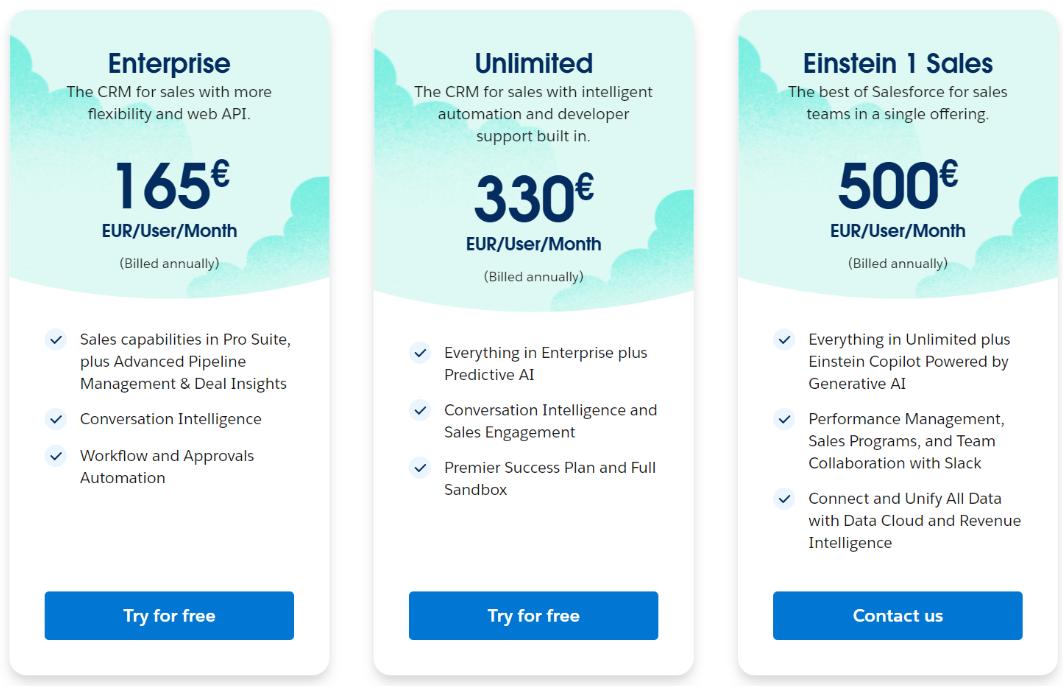 Enterprise
The CRM for sales with more
flexibility and web API.
165€
EUR/User/Month
(Billed annually)
Sales capabilities in Pro Suite,
plus Advanced Pipeline
Management & Deal Insights
Conversation Intelligence
Workflow and Approvals
Automation
Try for free
Unlimited
The CRM for sales with intelligent
automation and developer
support built in.
330€
EUR/User/Month
(Billed annually)
Everything in Enterprise plus
Predictive AI
Conversation Intelligence and
Sales Engagement
Premier Success Plan and Full
Sandbox
Try for free
Einstein 1 Sales
The best of Salesforce for sales
teams in a single offering.
500€
EUR/User/Month
(Billed annually)
Everything in Unlimited plus
Einstein Copilot Powered by
Generative AI
Performance Management,
Sales Programs, and Team
Collaboration with Slack
Connect and Unify All Data
with Data Cloud and Revenue
Intelligence
Contact us